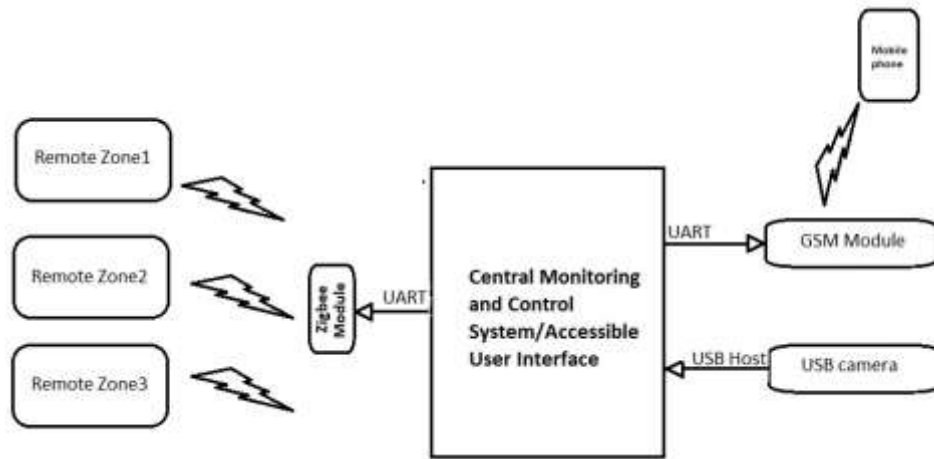 Mobile
phone
Remote Zone1
UART
GSM Module
Remote Zone2
Zigbee
Module
UART
Central Monitoring
and Control
System/Accessible
User Interface
Remote Zone3
USB Host
USB camera